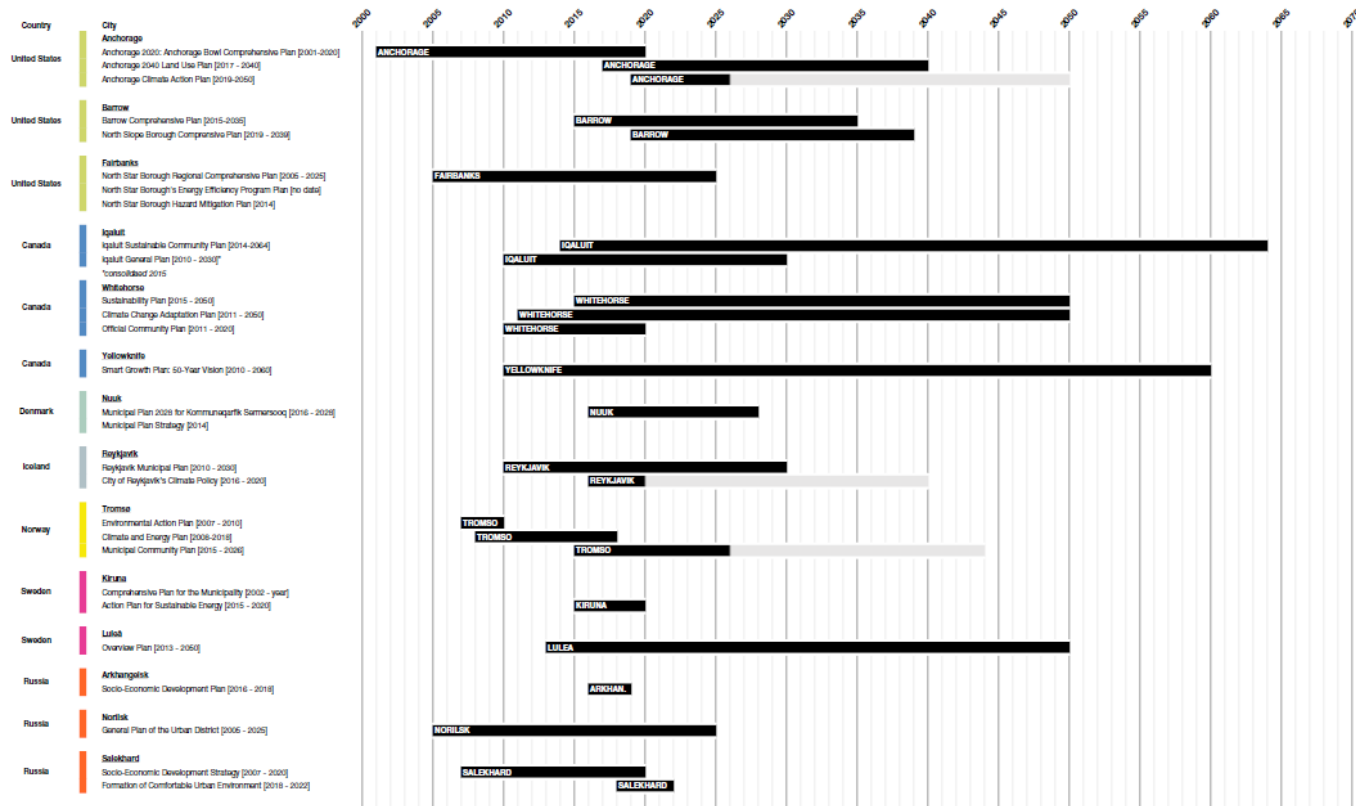 2000 2005 2010 2015 2020 2025 2030 2035 2040 2045 2050 2055 2060 2065 2070
Country City
Anchorage
United States
Anchorage 2020: Anchorage Bowl Comprehensive Plan [2001-2020] ANCHORAGE
Anchorage 2040 Land Use Plan [2017 - 2040] ANCHORAGE
Anchorage Climate Action Plan [2019-2050] ANCHORAGE
Barrow
United States
Barrow Comprehensive Plan [2015-2035] BARROW
North Slope Borough Comprensive Plan [2019 - 2039] BARROW
Fairbanks
United States
North Star Borough Regional Comprehensive Plan [2005 - 2025] FAIRBANKS
North Star Borough's Energy Efficiency Program Plan [no date]
North Star Borough Hazard Mitigation Plan [2014]
Iqaluit
Canada
Iqaluit Sustainable Community Plan [2014-2064] IQALUIT
Iqaluit General Plan [2010 - 2030]* IQALUIT
*consolidaed 2015
Whitehorse
Canada
Sustainability Plan [2015 - 2050] WHITEHORSE
Climate Change Adaptation Plan [2011 - 2050] WHITEHORSE
Official Community Plan [2011 - 2020] WHITEHORSE
Yellowknife
Canada
Smart Growth Plan: 50-Year Vision [2010 - 2060] YELLOWKNIFE
Nuuk
Denmark
Municipal Plan 2028 for Kommuneqarfik Sermersooq [2016 - 2028] NUUK
Municipal Plan Strategy [2014]
Reykjavik
Iceland
Reykjavik Municipal Plan [2010 - 2030] REYKJAVIK
City of Reykjavik's Climate Policy [2016 - 2020] REYKJAVIK
Tromsø
Norway
Environmental Action Plan [2007 - 2010] TROMSO
Climate and Energy Plan [2008-2018] TROMSO
Municipal Community Plan [2015 - 2026] TROMSO
Kiruna
Sweden
Comprehensive Plan for the Municipality [2002 - year]
Action Plan for Sustainable Energy [2015 - 2020] KIRUNA
Luleå
Sweden
Overview Plan [2013 - 2050] LULEA
Arkhangelsk
Russia
Socio-Economic Development Plan [2016 - 2018] ARKHAN.
Norilsk
Russia
General Plan of the Urban District [2005 - 2025] NORILSK
Salekhard
Russia
Socio-Economic Development Strategy [2007 - 2020] SALEKHARD
Formation of Comfortable Urban Environment [2018 - 2022] SALEKHARD